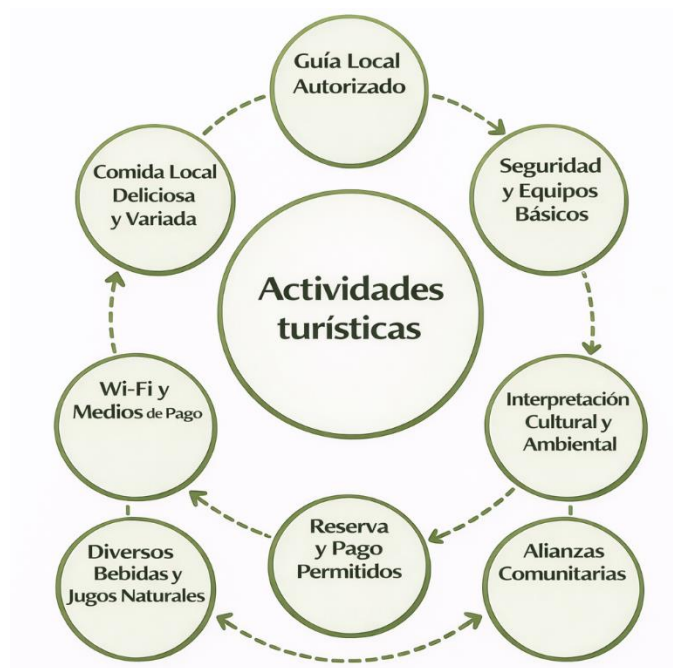 Guía Local
Autorizado
Seguridad
y Equipos
Básicos
Comida Local
Deliciosa
y Variada
Actividades
turísticas
Wi-Fi y
Medios de Pago
Interpretación
Cultural y
Ambiental
Reserva
y Pago
Permitidos
Diversos
Bebidas y
Jugos Naturales
Alianzas
Comunitarias